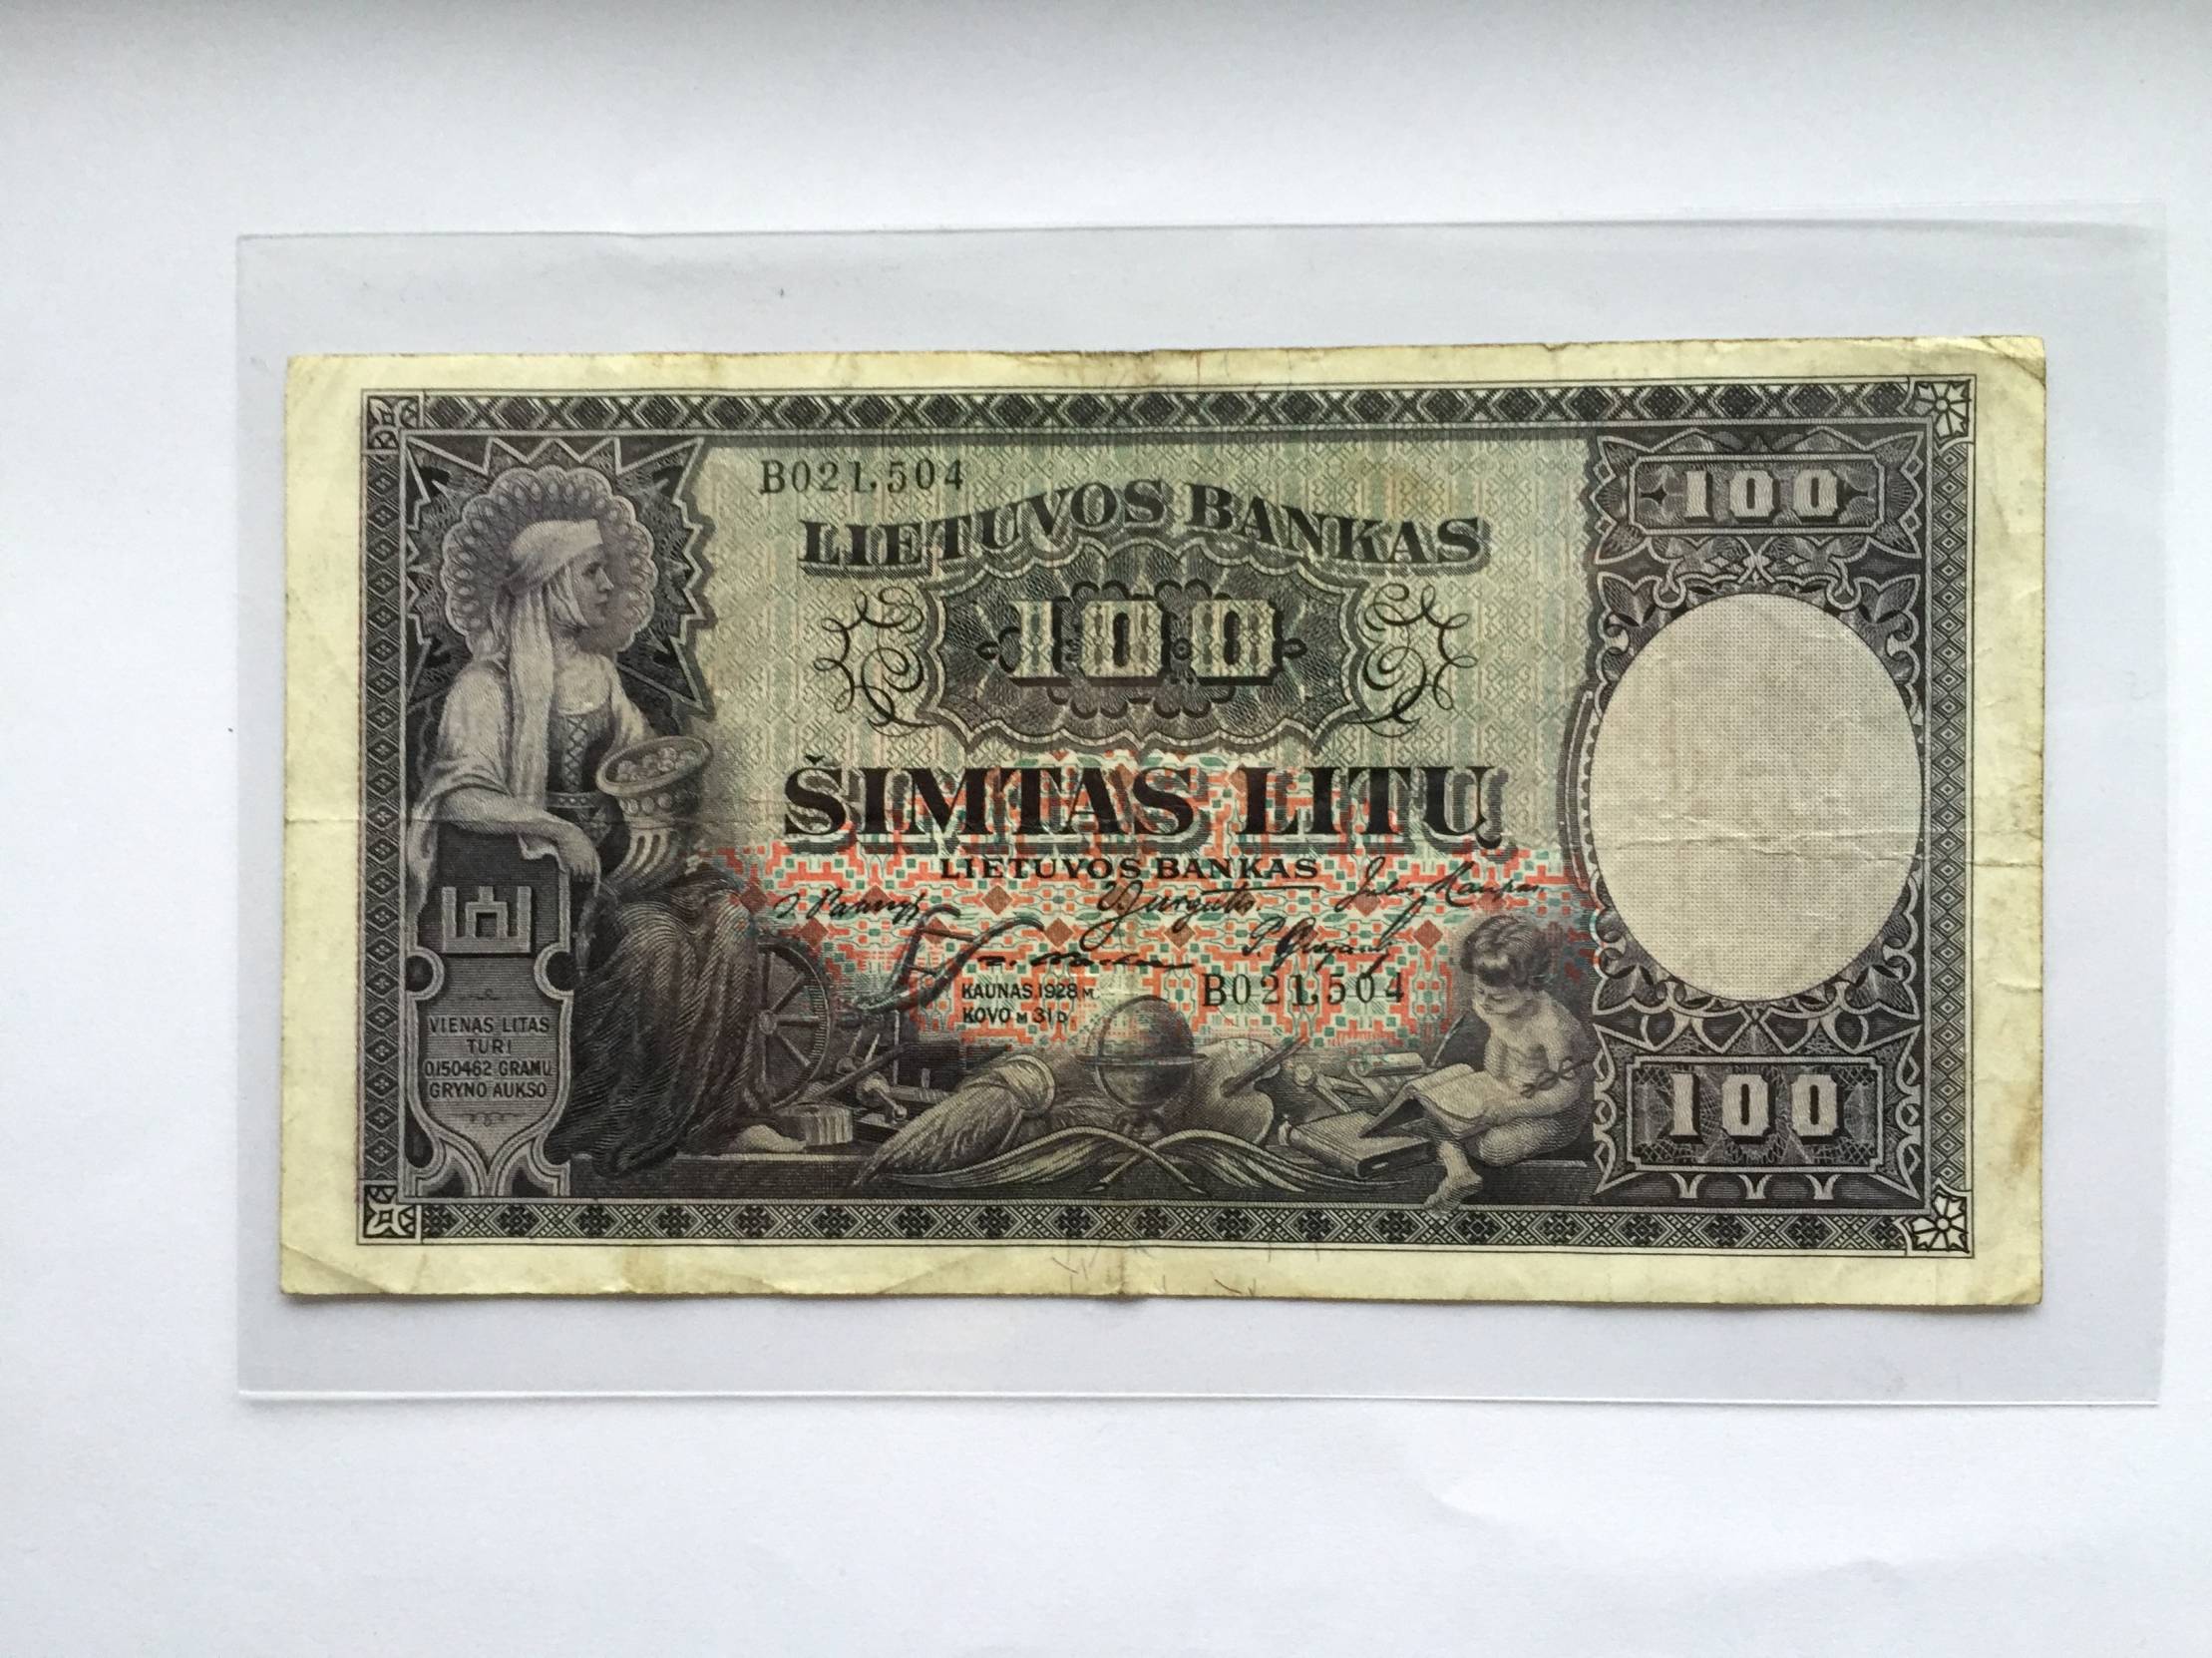 B021,504
LIETUVOS BANKAS
100
100
ŠIMTAS LITŲ
LIETUVOS BANKAS
KAUNAS, 1928 M.
KOVO M 31 D.
B021,504
VIENAS LITAS
TURI
0,150462 GRAMŲ
GRYNO AUKSO
100